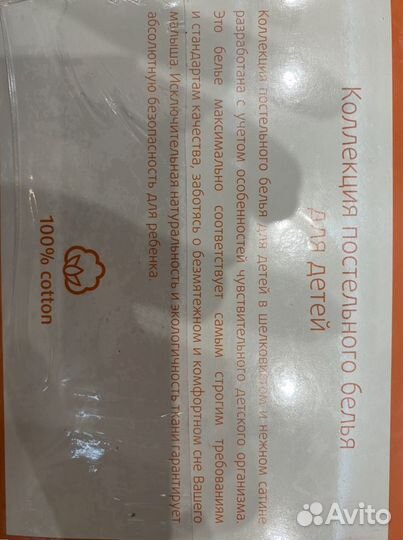 Коллекция постельного белья
для детей
Коллекция постельного белья для детей в шелковистом и нежном сатине
разработана с учетом особенностей чувствительного детского организма.
Это белье максимально соответствует самым строгим требованиям
и стандартам качества, заботясь о безмятежном и комфортном сне Вашего
малыша. Исключительная натуральность и экологичность ткани гарантирует
абсолютную безопасность для ребенка.
100% cotton
Avito